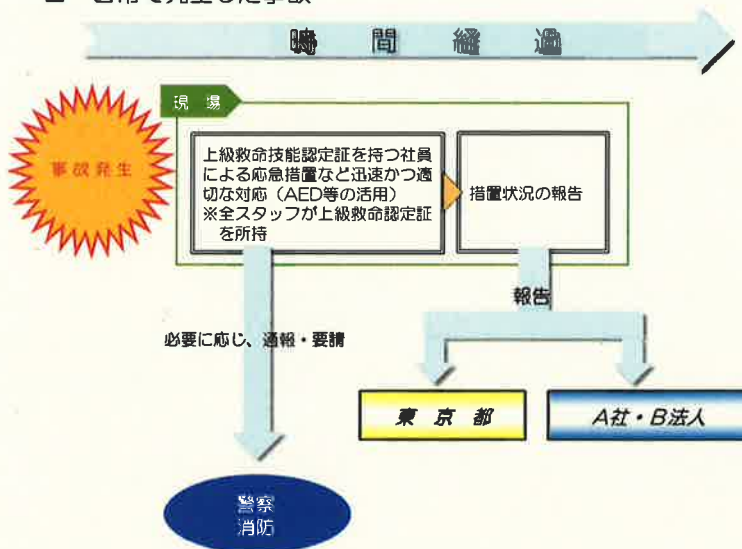 時間経過
現場
事故発生
上級救命技能認定証を持つ社員
による応急措置など迅速かつ適
切な対応（AED等の活用）
※全スタッフが上級救命認定証
を所持
措置状況の報告
報告
必要に応じ、通報・要請
東京都
A社・B法人
警察
消防